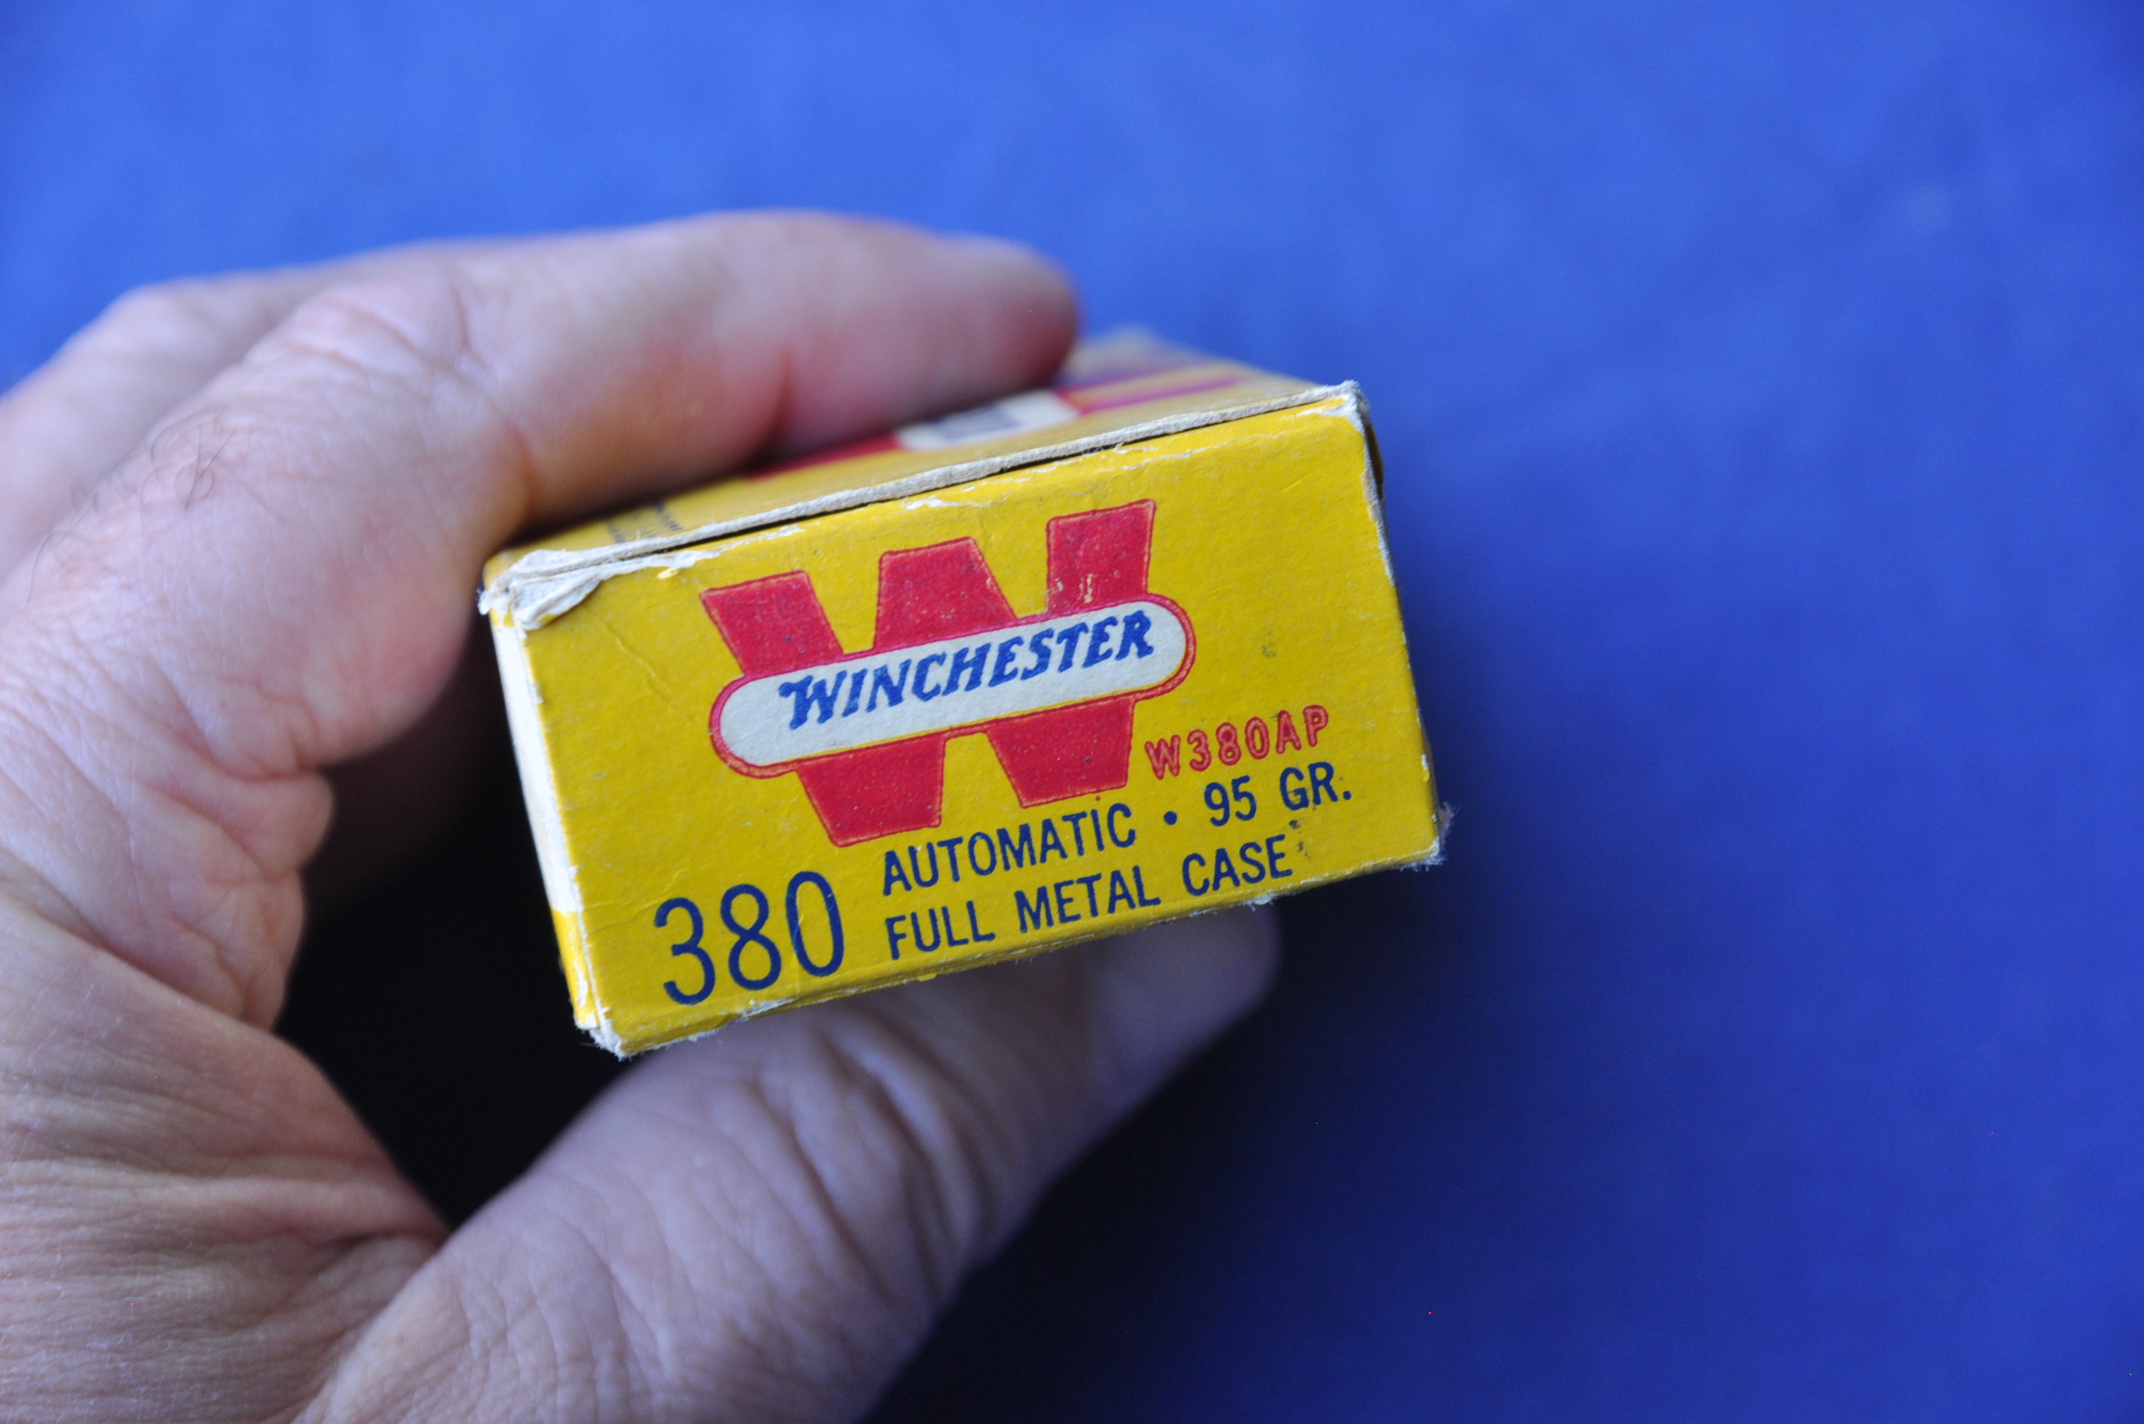 WINCHESTER
W380AP
380 AUTOMATIC • 95 GR.
FULL METAL CASE